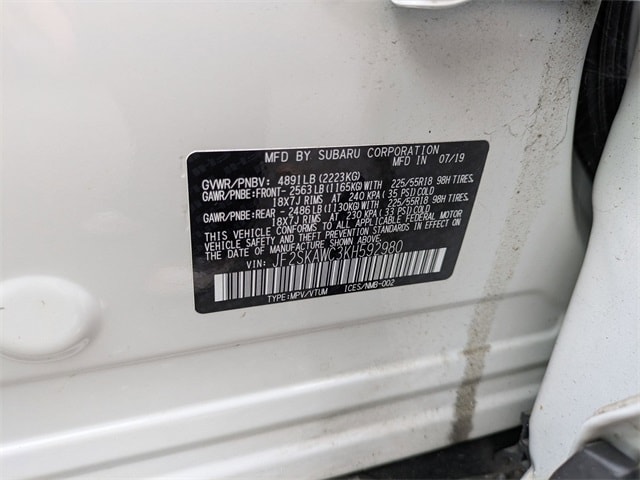 MFD BY SUBARU CORPORATION
MFD IN 07/19
GVWR/PNBV: 4891LB (2223KG)
GAWR/PNBE:FRONT- 2563LB (1165KG)WITH 225/55R18 98H TIRES.
18X7J RIMS AT 240 KPA (35 PSI)COLD
GAWR/PNBE:REAR - 2486LB (1130KG)WITH 225/55R18 98H TIRES.
18X7J RIMS AT 230 KPA (33 PSI)COLD
THIS VEHICLE CONFORMS TO ALL APPLICABLE FEDERAL MOTOR
VEHICLE SAFETY AND THEFT PREVENTION STANDARDS IN EFFECT ON
THE DATE OF MANUFACTURE SHOWN ABOVE.
VIN: JF2SKAWC3KH592980
TYPE:MPV/VTUM ICES/NMB-002